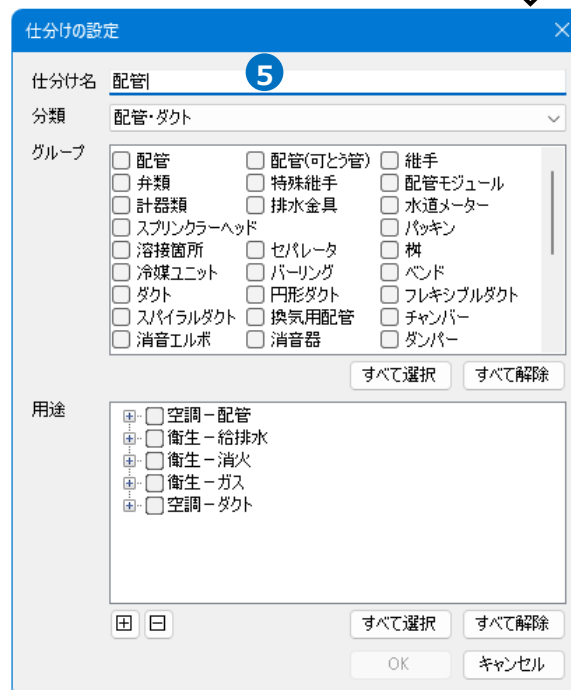 仕分けの設定
5
仕分け名 配管
分類 配管・ダクト
グループ
配管 配管(可とう管) 継手
弁類 特殊継手 配管モジュール
計器類 排水金具 水道メーター
スプリンクラーヘッド パッキン
溶接箇所 セパレータ 桝
冷媒ユニット バーリング ベンド
ダクト 円形ダクト フレキシブルダクト
スパイラルダクト 換気用配管 チャンバー
消音エルボ 消音器 ダンパー
すべて選択 すべて解除
用途
空調－配管
衛生－給排水
衛生－消火
衛生－ガス
空調－ダクト
すべて選択 すべて解除
OK キャンセル